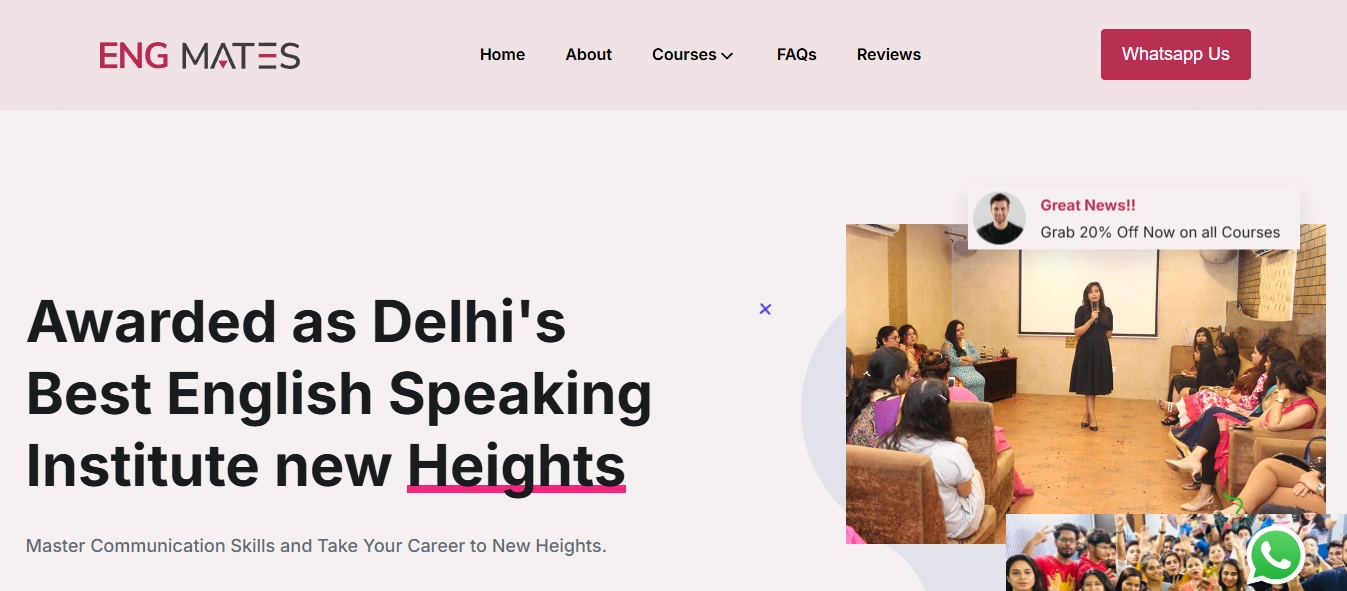 ENG MATES
Home
About
Courses
FAQs
Reviews
Whatsapp Us
Great News!!
Grab 20% Off Now on all Courses
Awarded as Delhi's
Best English Speaking
Institute new Heights
Master Communication Skills and Take Your Career to New Heights.